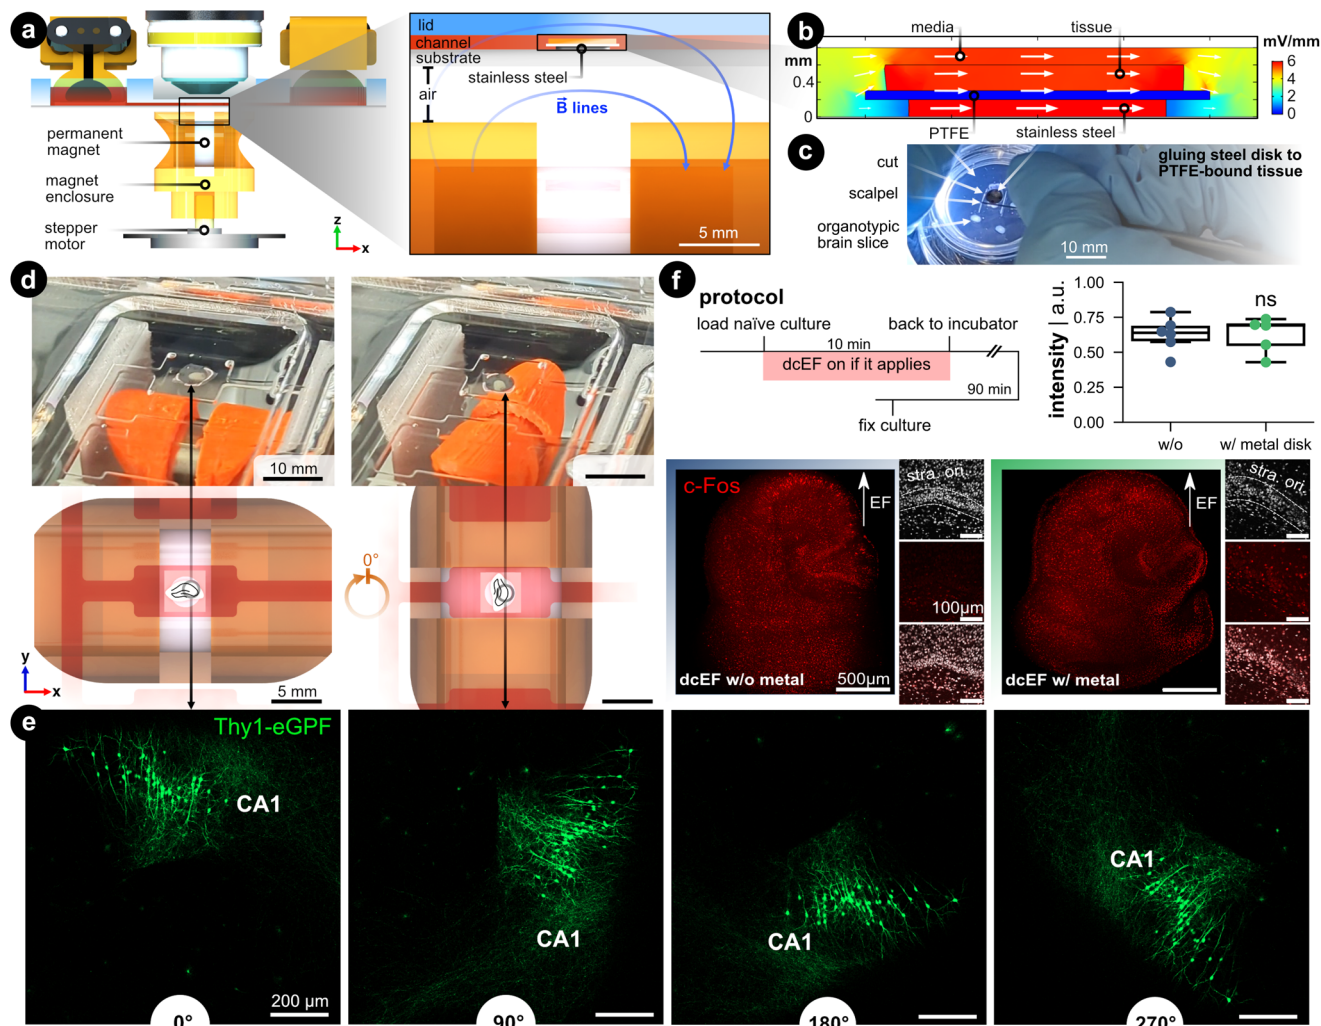 a
permanent
magnet
magnet
enclosure
stepper
motor
z
x
lid
channel
substrate
stainless steel
air
B lines
5 mm
b
mm
0.4
0
media
tissue
PTFE
stainless steel
mV/mm
6
4
2
0
c
cut
scalpel
organotypic
brain slice
gluing steel disk to
PTFE-bound tissue
10 mm
d
10 mm
0°
y
x
5 mm
f
protocol
load naïve culture
back to incubator
10 min
dcEF on if it applies
90 min
fix culture
intensity | a.u.
1.00
0.75
0.50
0.25
0.00
ns
w/o
w/ metal disk
c-Fos
EF
dcEF w/o metal
500µm
stra. ori.
100µm
EF
dcEF w/ metal
stra. ori.
e
Thy1-eGPF
CA1
200 µm
0°
CA1
90°
CA1
180°
CA1
270°